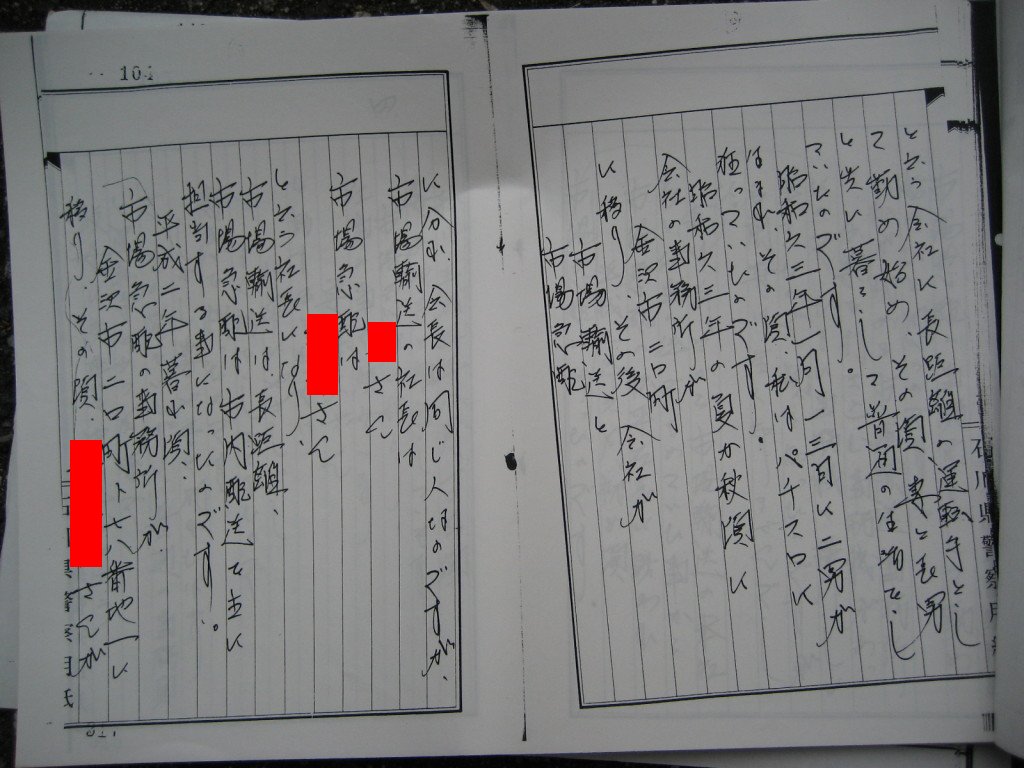 という会社に長距離の運転手とし
て勤め始め、その頃、妻と長男
と共に暮らして普通の生活をし
ていたのです。
昭和六三年一月一三日に二男が
生まれ、その頃、私はパチスロに
狂っていたのです。
昭和六三年の夏か秋頃に
会社の事務所が
金沢市二口町
に移り、その後、会社が
市場輸送と
市場急配
石川県警察用紙
104
に分かれ、会長は同じ人なのですが、
市場輸送の社長は
さん
市場急配は
さん
という社長になり、
市場輸送は、長距離、
市場急配は市内配送を主に
担当する事になったのです。
平成二年暮れ頃、
市場急配の事務所が、
金沢市二口町ト六八番地一に
移り、その頃、
さんが
県警察用紙